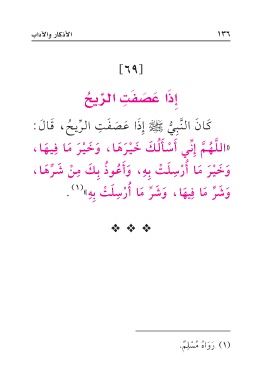 ١٣٦ الأذكار والآداب
[٦٩]
إِذَا عَصَفَتِ الرِّيحُ
كَانَ النَّبِيُّ ﷺ إِذَا عَصَفَتِ الرِّيحُ، قَالَ:
«اللَّهُمَّ إِنِّي أَسْأَلُكَ خَيْرَهَا، وَخَيْرَ مَا فِيهَا،
وَخَيْرَ مَا أُرْسِلَتْ بِهِ، وَأَعُوذُ بِكَ مِنْ شَرِّهَا،
وَشَرِّ مَا فِيهَا، وَشَرِّ مَا أُرْسِلَتْ بِهِ»(١).
(١) رَوَاهُ مُسْلِمٌ.